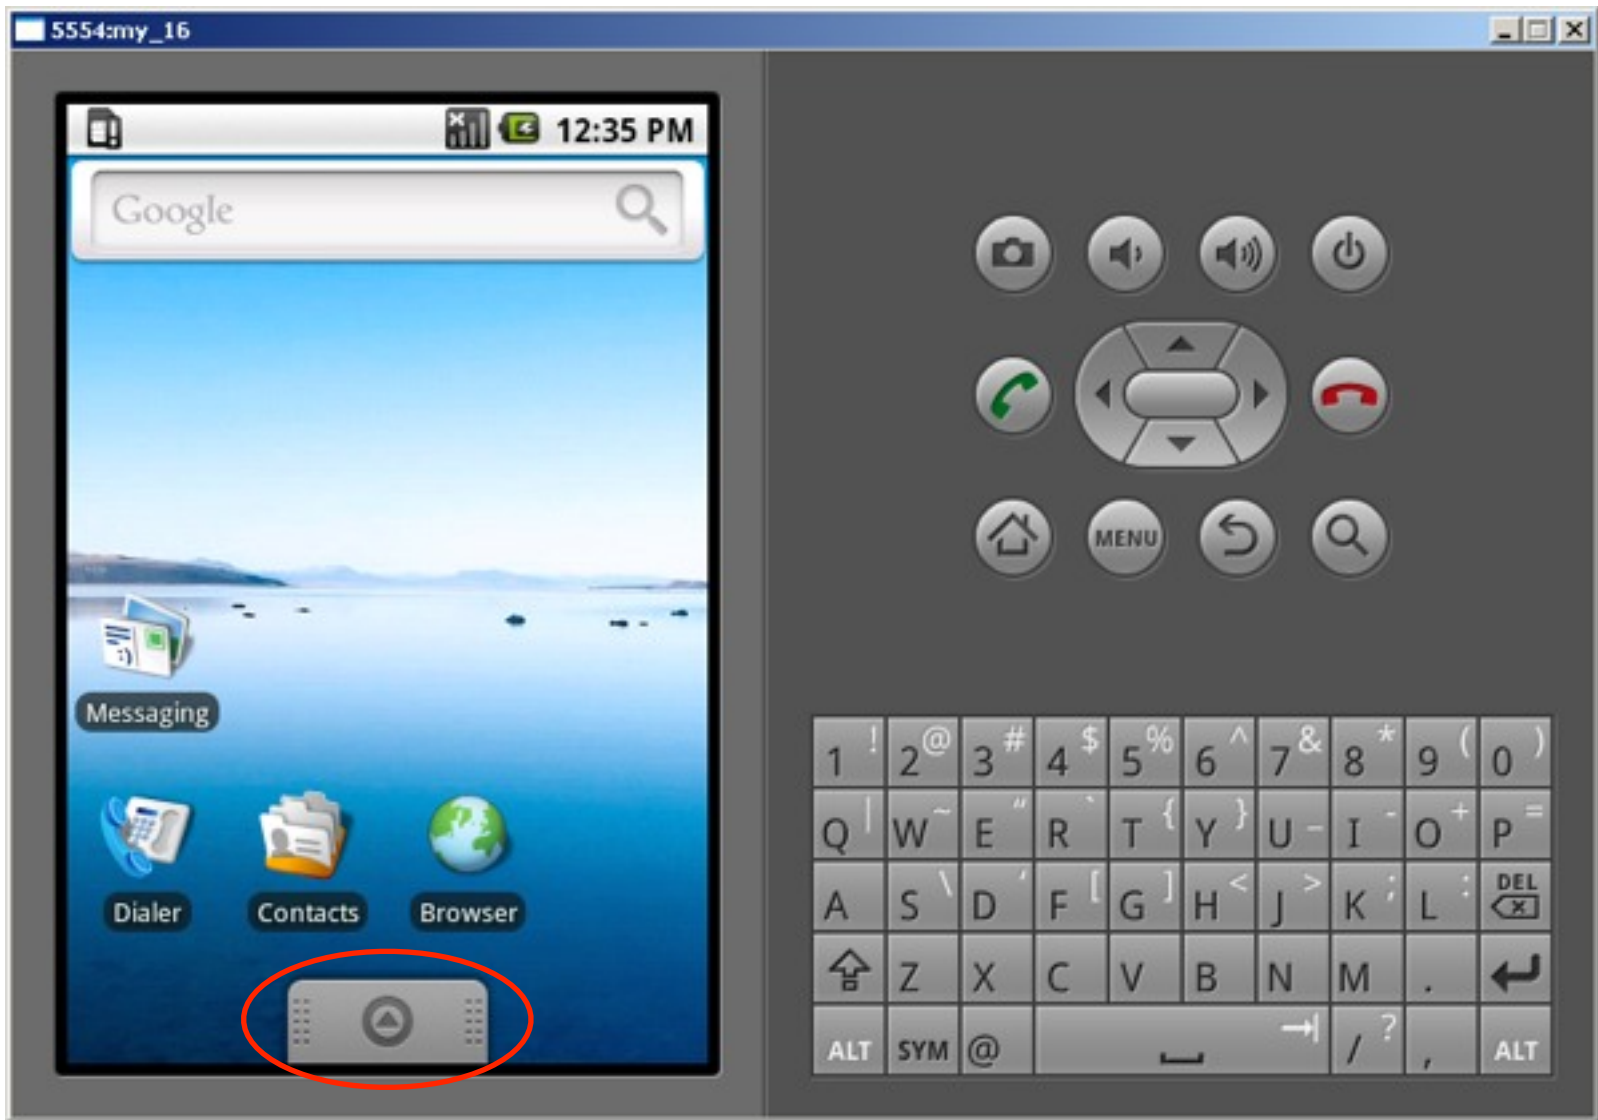 5554:my_16
12:35 PM
Google
Messaging
Dialer Contacts Browser
MENU
1 ! 2 @ 3 # 4 $ 5 % 6 ^ 7 & 8 * 9 ( 0 )
Q | W ~ E " R ` T { Y } U _ I - O + P =
A S \ D ' F [ G ] H < J > K ; L : DEL
Z X C V B N M .
ALT SYM @ / ? , ALT